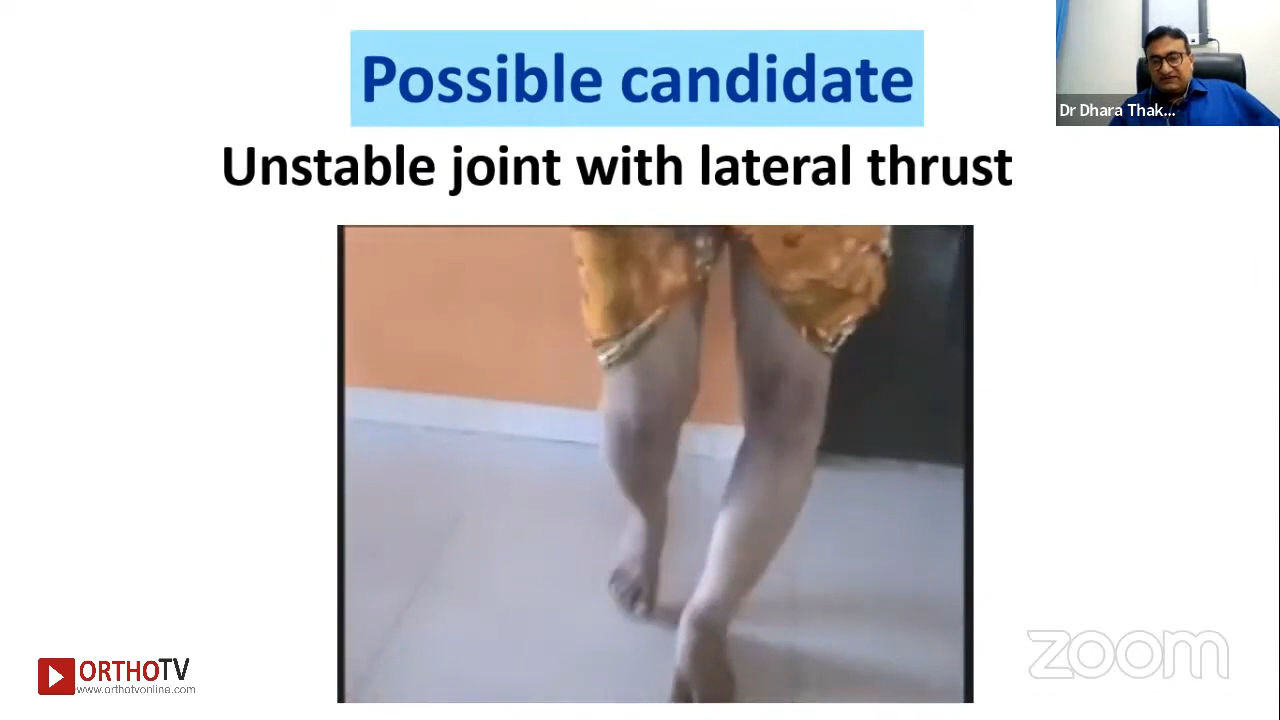 Possible candidate
Dr Dhara Thak...
Unstable joint with lateral thrust
ORTHOTV
www.orthotvonline.com
zoom